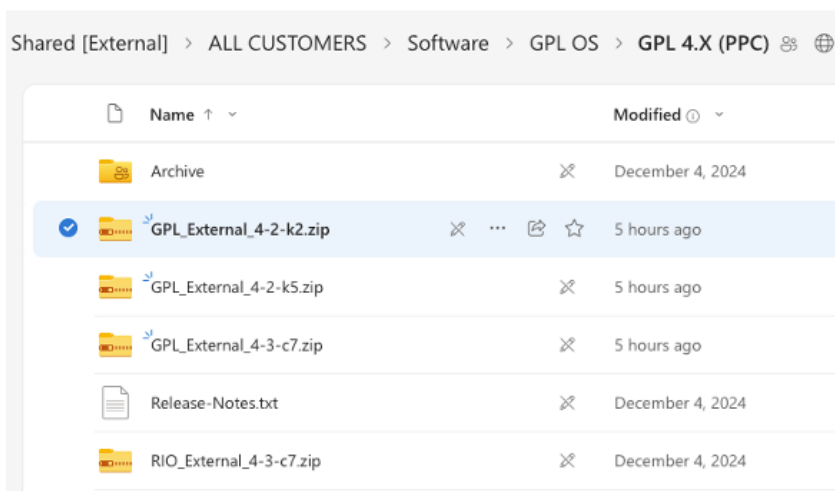 Shared [External] > ALL CUSTOMERS > Software > GPL OS > GPL 4.X (PPC)
Name Modified
Archive December 4, 2024
GPL_External_4-2-k2.zip 5 hours ago
GPL_External_4-2-k5.zip 5 hours ago
GPL_External_4-3-c7.zip 5 hours ago
Release-Notes.txt December 4, 2024
RIO_External_4-3-c7.zip December 4, 2024